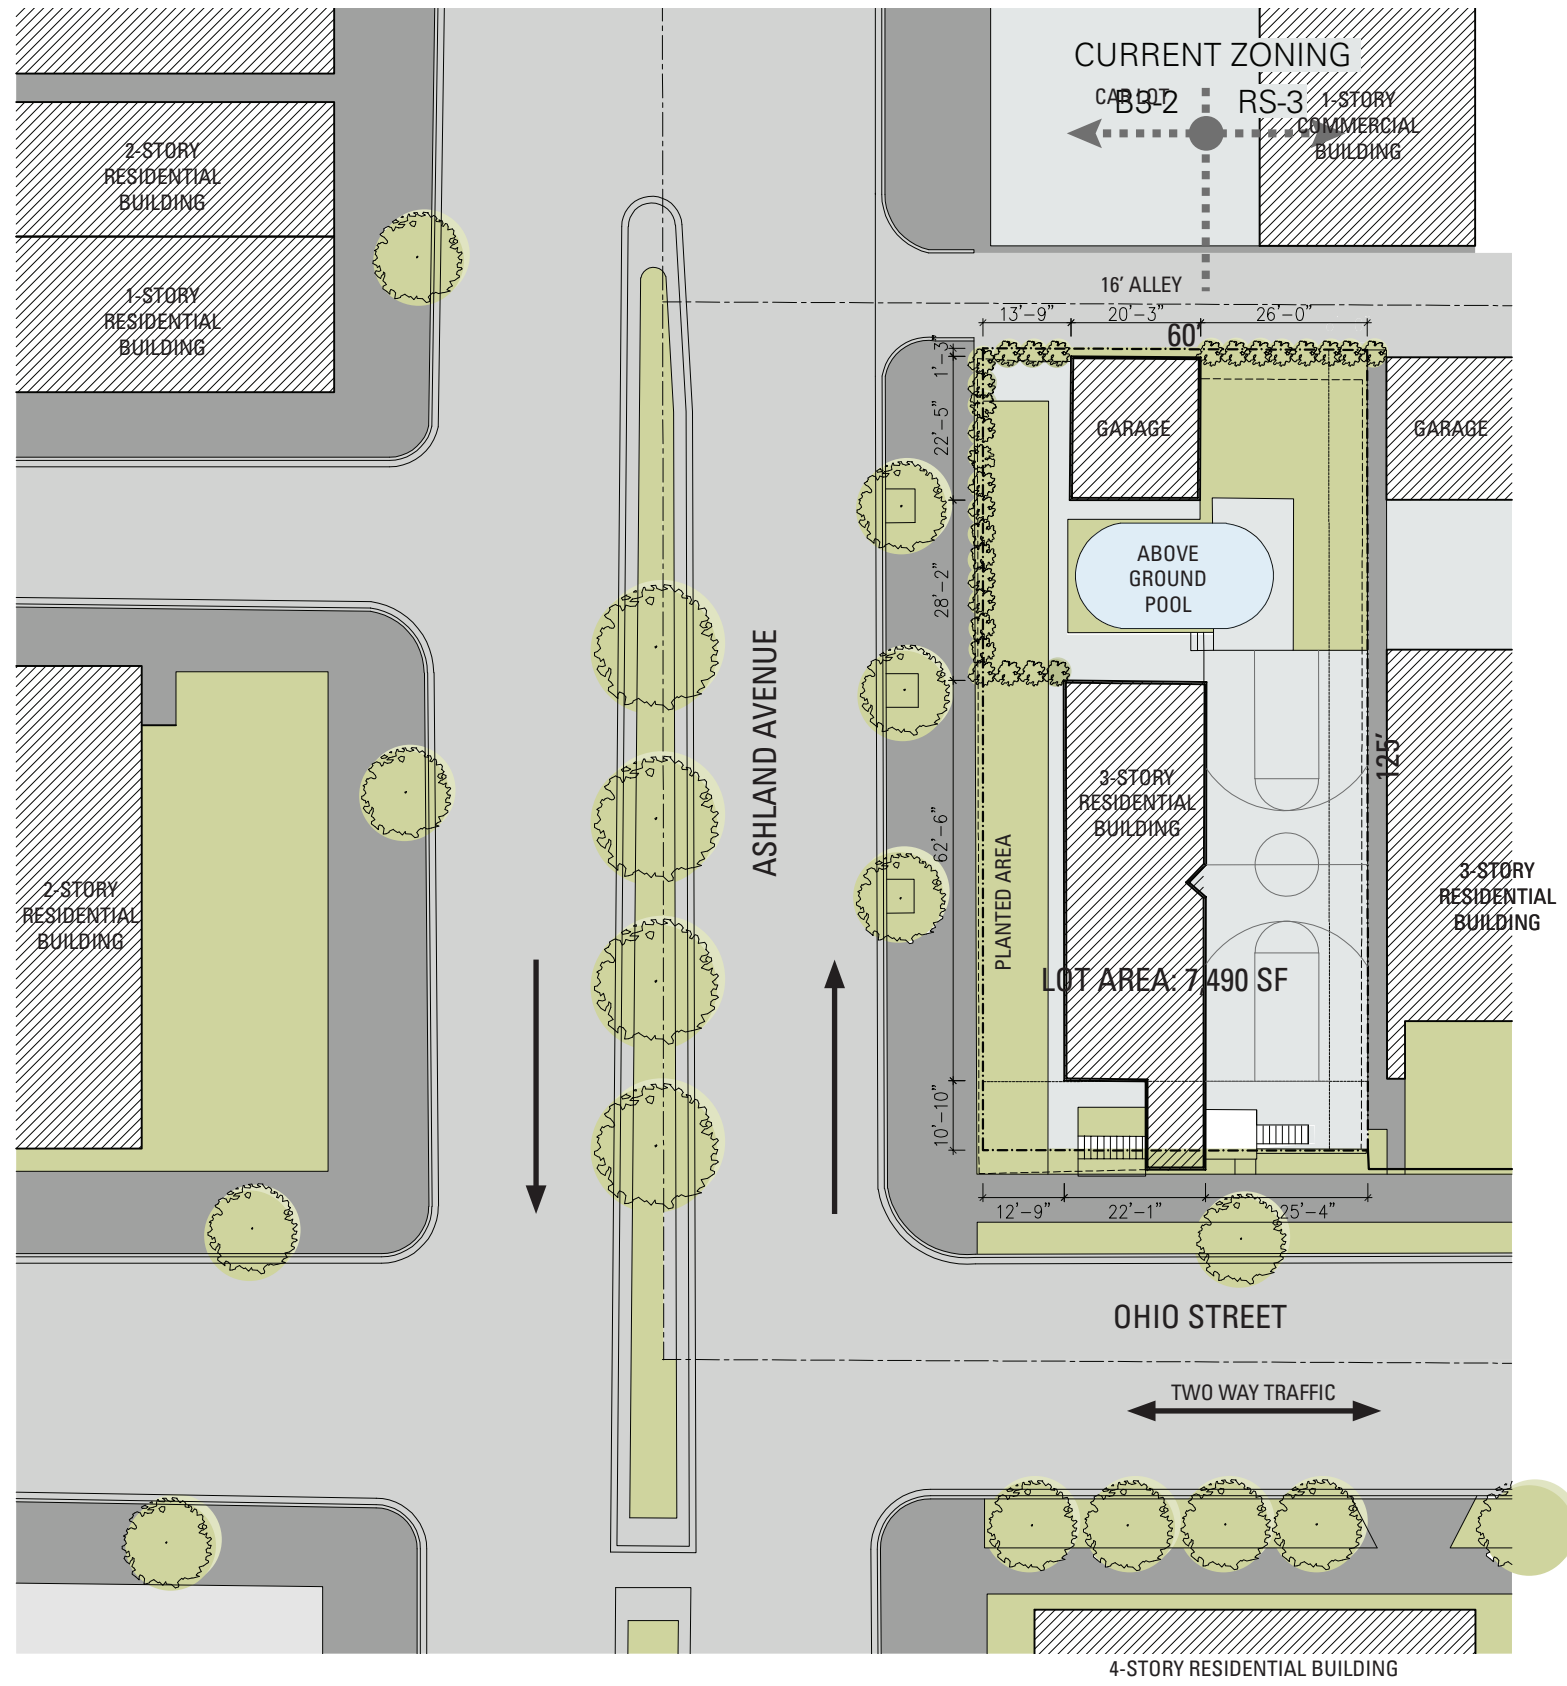 CURRENT ZONING
CAR LOT
B3-2
RS-3
1-STORY
COMMERCIAL
BUILDING
2-STORY
RESIDENTIAL
BUILDING
1-STORY
RESIDENTIAL
BUILDING
16' ALLEY
13'-9"
20'-3"
26'-0"
60'
1'-3"
22'-5"
GARAGE
GARAGE
28'-2"
ABOVE
GROUND
POOL
ASHLAND AVENUE
125'
3-STORY
RESIDENTIAL
BUILDING
62'-6"
PLANTED AREA
2-STORY
RESIDENTIAL
BUILDING
3-STORY
RESIDENTIAL
BUILDING
LOT AREA: 7,490 SF
10'-10"
12'-9"
22'-1"
25'-4"
OHIO STREET
TWO WAY TRAFFIC
4-STORY RESIDENTIAL BUILDING